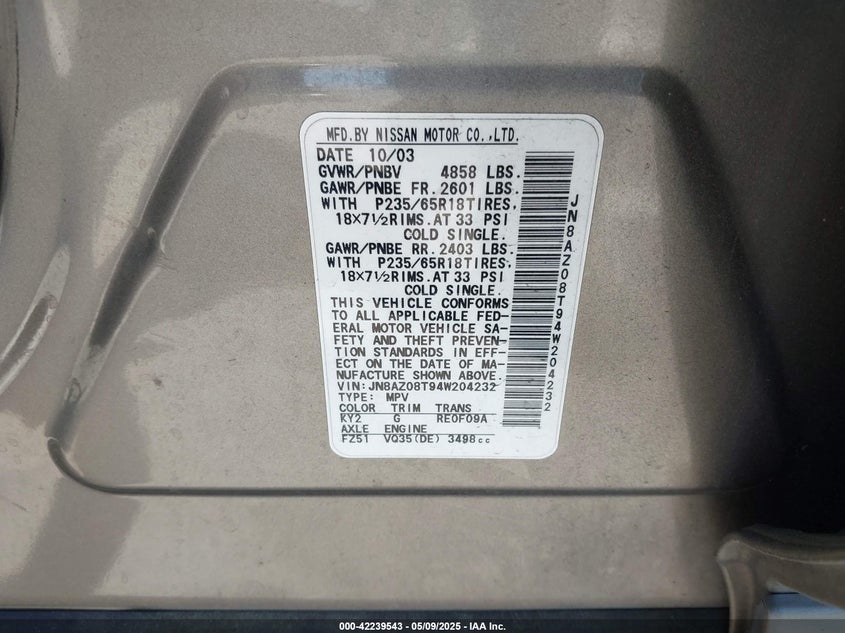 MFD.BY NISSAN MOTOR CO.,LTD.
DATE 10/03
GVWR/PNBV 4858 LBS.
GAWR/PNBE FR. 2601 LBS.
WITH P235/65R18TIRES,
18X7½RIMS.AT 33 PSI
COLD SINGLE.
GAWR/PNBE RR. 2403 LBS.
WITH P235/65R18TIRES,
18X7½RIMS.AT 33 PSI
COLD SINGLE.
THIS VEHICLE CONFORMS
TO ALL APPLICABLE FED-
ERAL MOTOR VEHICLE SA-
FETY AND THEFT PREVEN-
TION STANDARDS IN EFF-
ECT ON THE DATE OF MA-
NUFACTURE SHOWN ABOVE.
VIN:JN8AZ08T94W204232
TYPE: MPV
COLOR TRIM TRANS
KY2 G RE0F09A
AXLE ENGINE
FZ51 VQ35(DE) 3498cc
JN8AZ08T94W204232
000-42239543 — 05/09/2025 — IAA Inc.